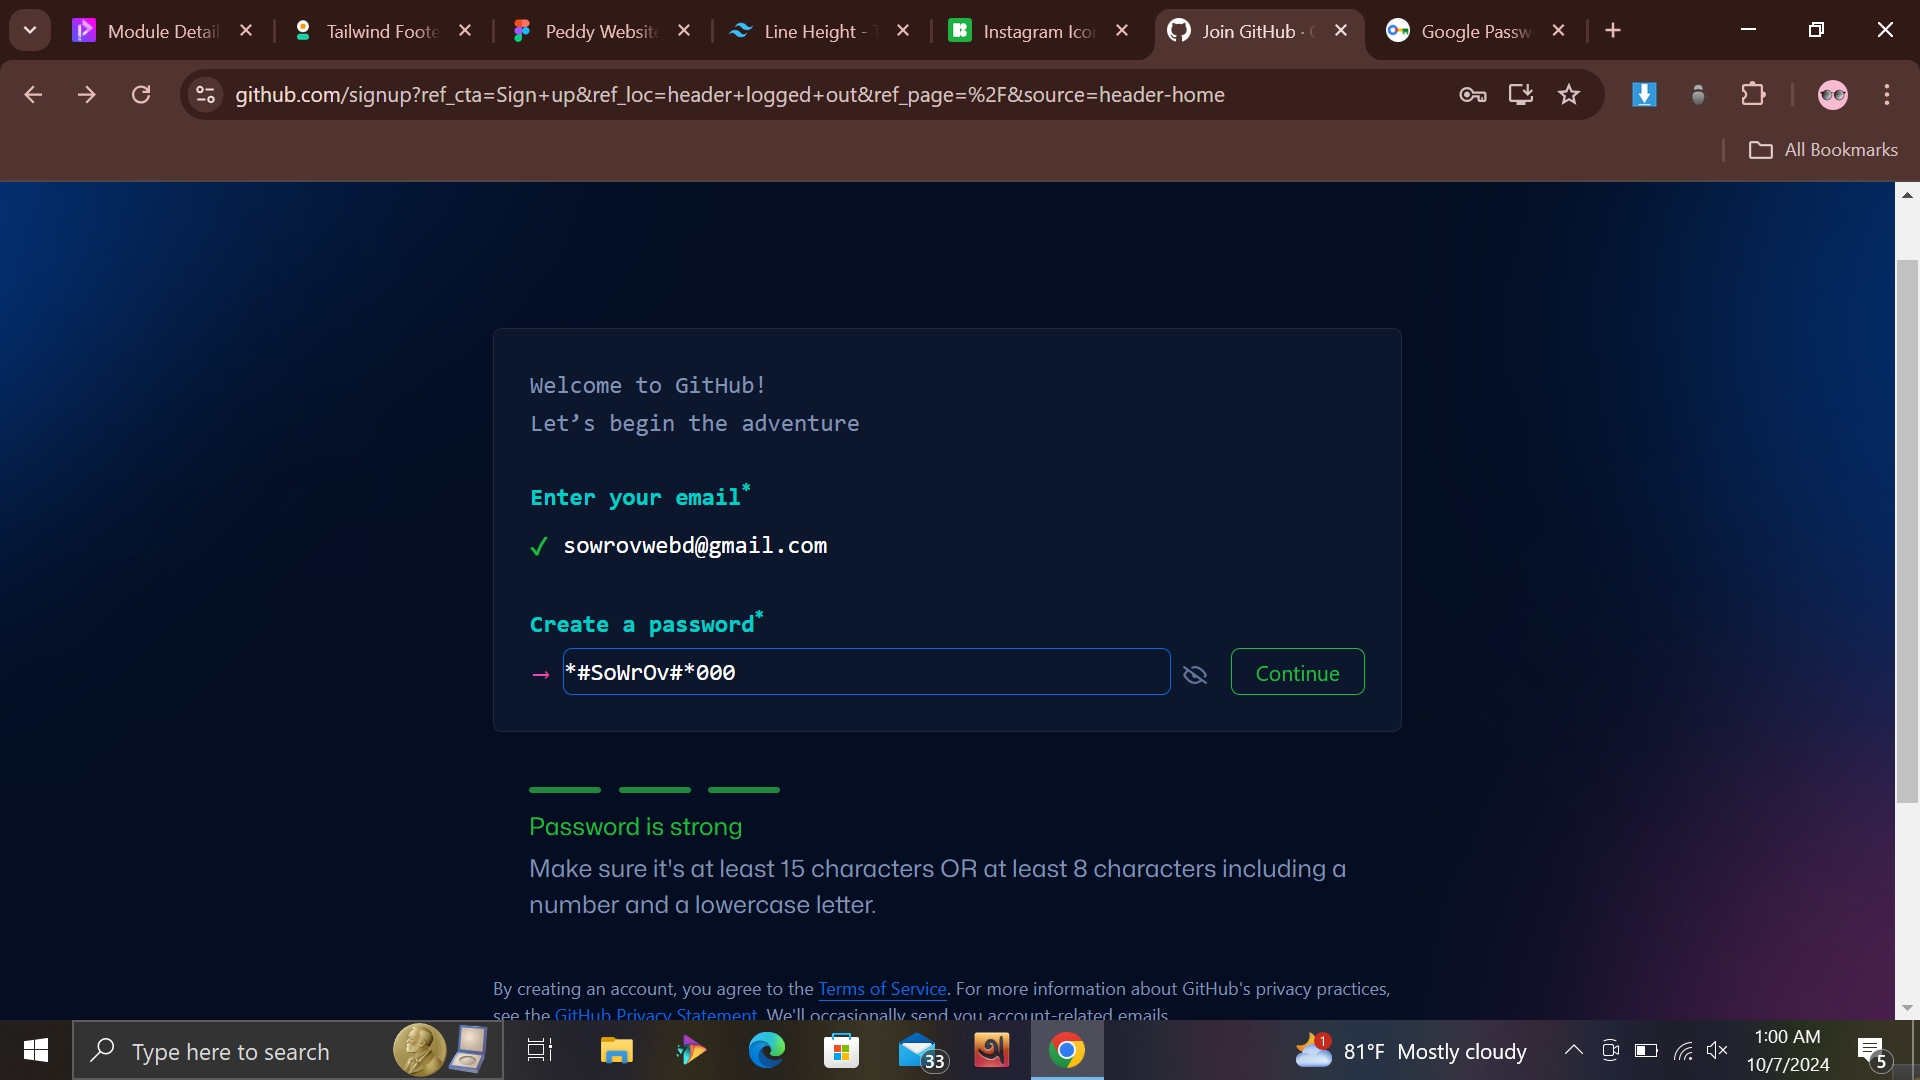 Module Detail
Tailwind Foote
Peddy Website
Line Height - T
Instagram Icon
Join GitHub · G
Google Passw
github.com/signup?ref_cta=Sign+up&ref_loc=header+logged+out&ref_page=%2F&source=header-home
All Bookmarks
Welcome to GitHub!
Let’s begin the adventure
Enter your email*
✓ sowrovwebd@gmail.com
Create a password*
→ *#SoWrOv#*000
Continue
Password is strong
Make sure it's at least 15 characters OR at least 8 characters including a
number and a lowercase letter.
By creating an account, you agree to the Terms of Service. For more information about GitHub's privacy practices,
see the GitHub Privacy Statement. We'll occasionally send you account-related emails.
Type here to search
33
অ
1
81°F Mostly cloudy
1:00 AM
10/7/2024
5